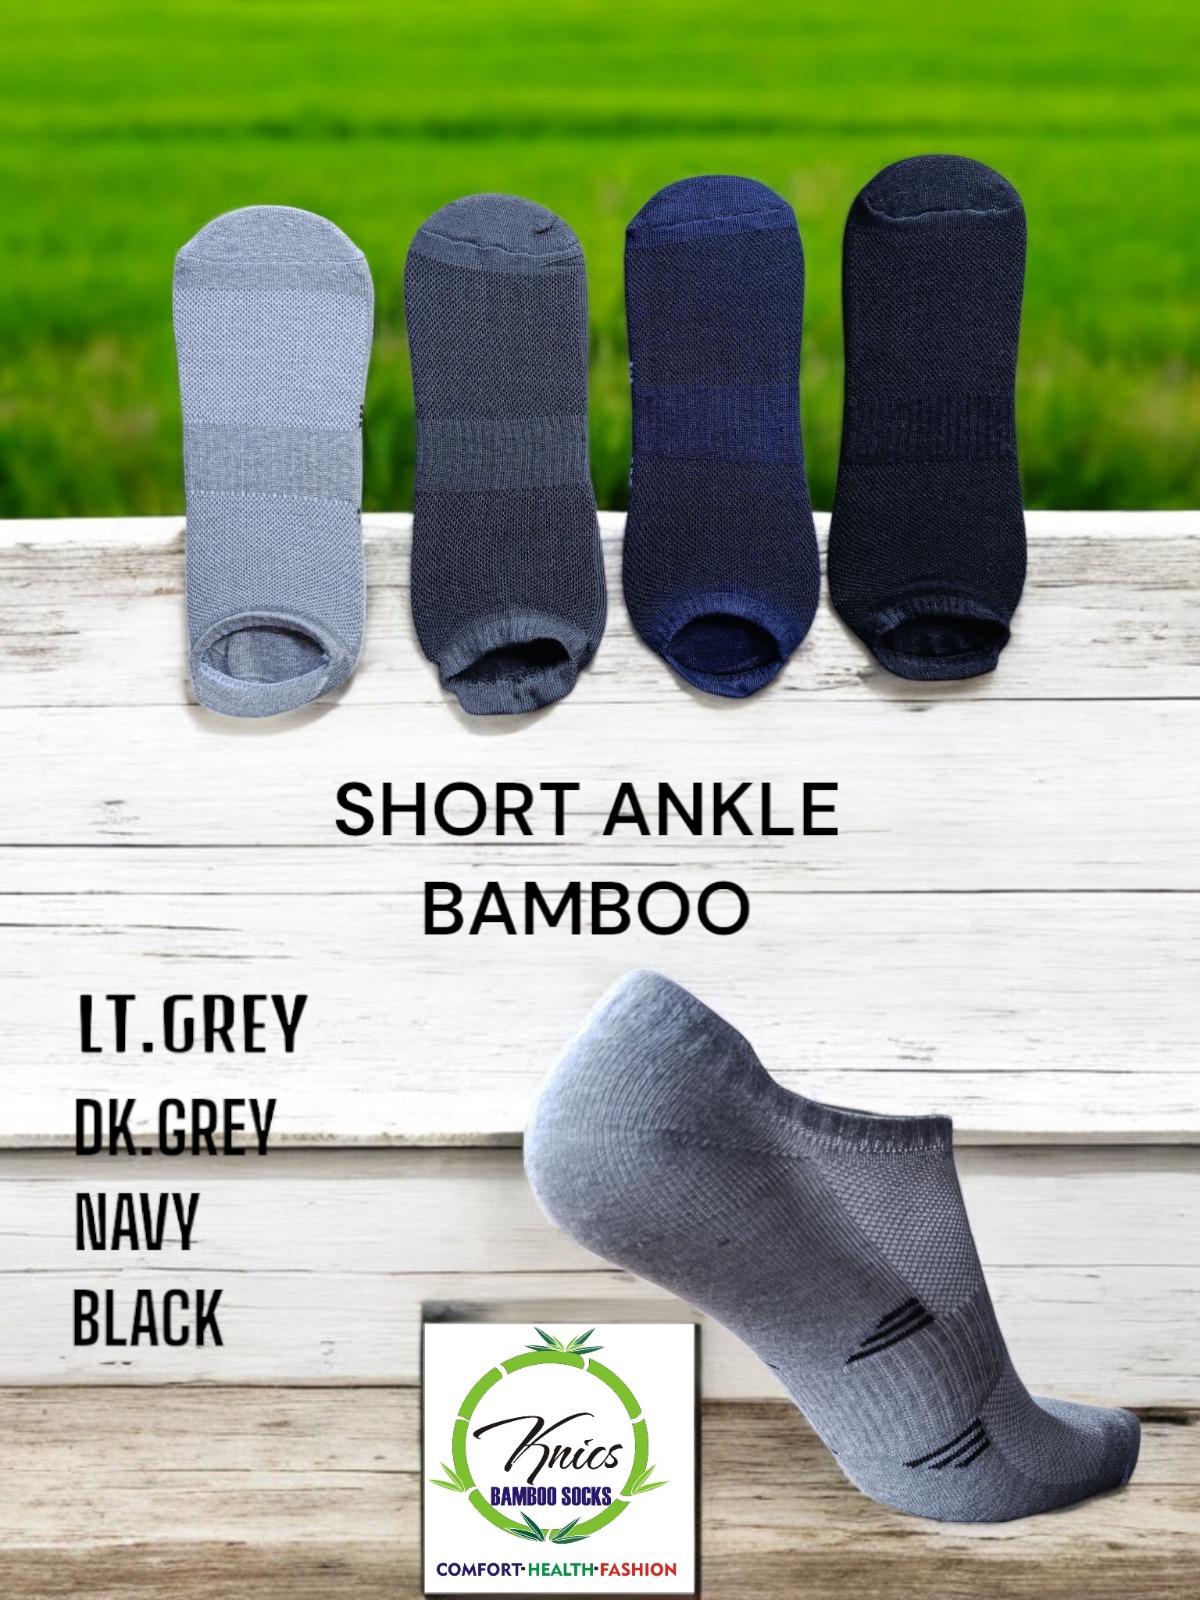 SHORT ANKLE
BAMBOO
LT.GREY
DK.GREY
NAVY
BLACK
Knics
BAMBOO SOCKS
COMFORT·HEALTH·FASHION